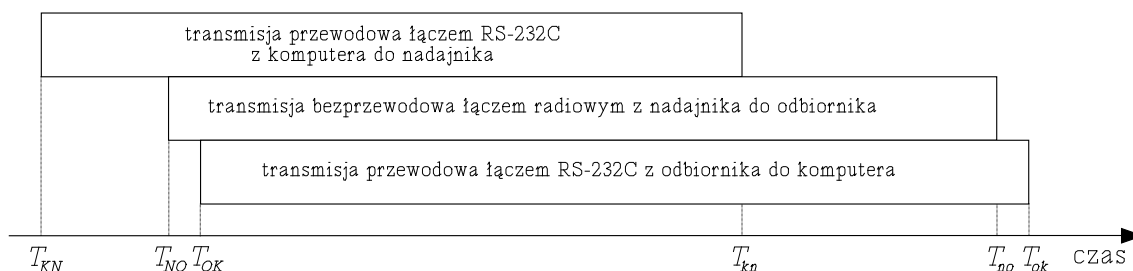 transmisja przewodowa łączem RS-232C
z komputera do nadajnika
transmisja bezprzewodowa łączem radiowym z nadajnika do odbiornika
transmisja przewodowa łączem RS-232C z odbiornika do komputera
T_KN T_NO T_OK T_kn T_no T_ok czas